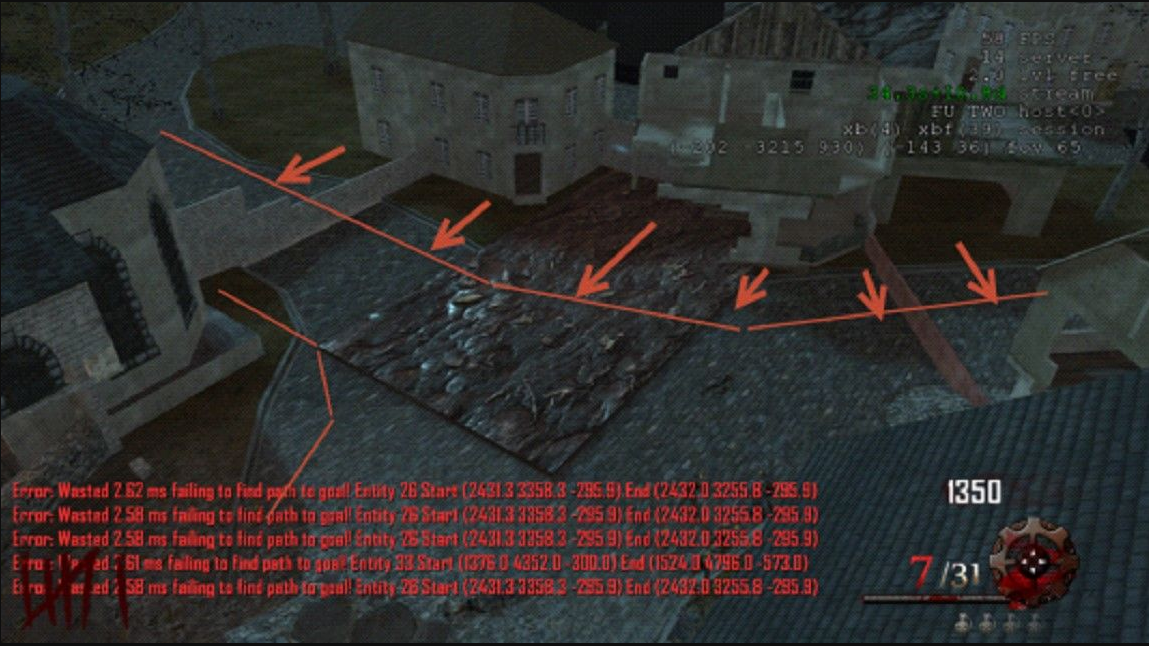 58 FPS
14 server
lvl free
stream
FU TWO host<0>
xb(4) xbf(39) session
-3215 930) (-143 36) fov 65
Error: Wasted 2.62 ms failing to find path to goal! Entity 26 Start (2431.3 3358.3 -295.9) End (2432.0 3255.8 -295.9)
Error: Wasted 2.58 ms failing to find path to goal! Entity 26 Start (2431.3 3358.3 -295.9) End (2432.0 3255.8 -295.9)
Error: Wasted 2.58 ms failing to find path to goal! Entity 26 Start (2431.3 3358.3 -295.9) End (2432.0 3255.8 -295.9)
ms failing to find path to goal! Entity 33 Start (1376.0 4352.0 -300.0) End (1524.0 4796.0 -573.0)
2.58 ms failing to find path to goal! Entity 26 Start (2431.3 3358.3 -295.9) End (2432.0 3255.8 -295.9)
1350
7/31